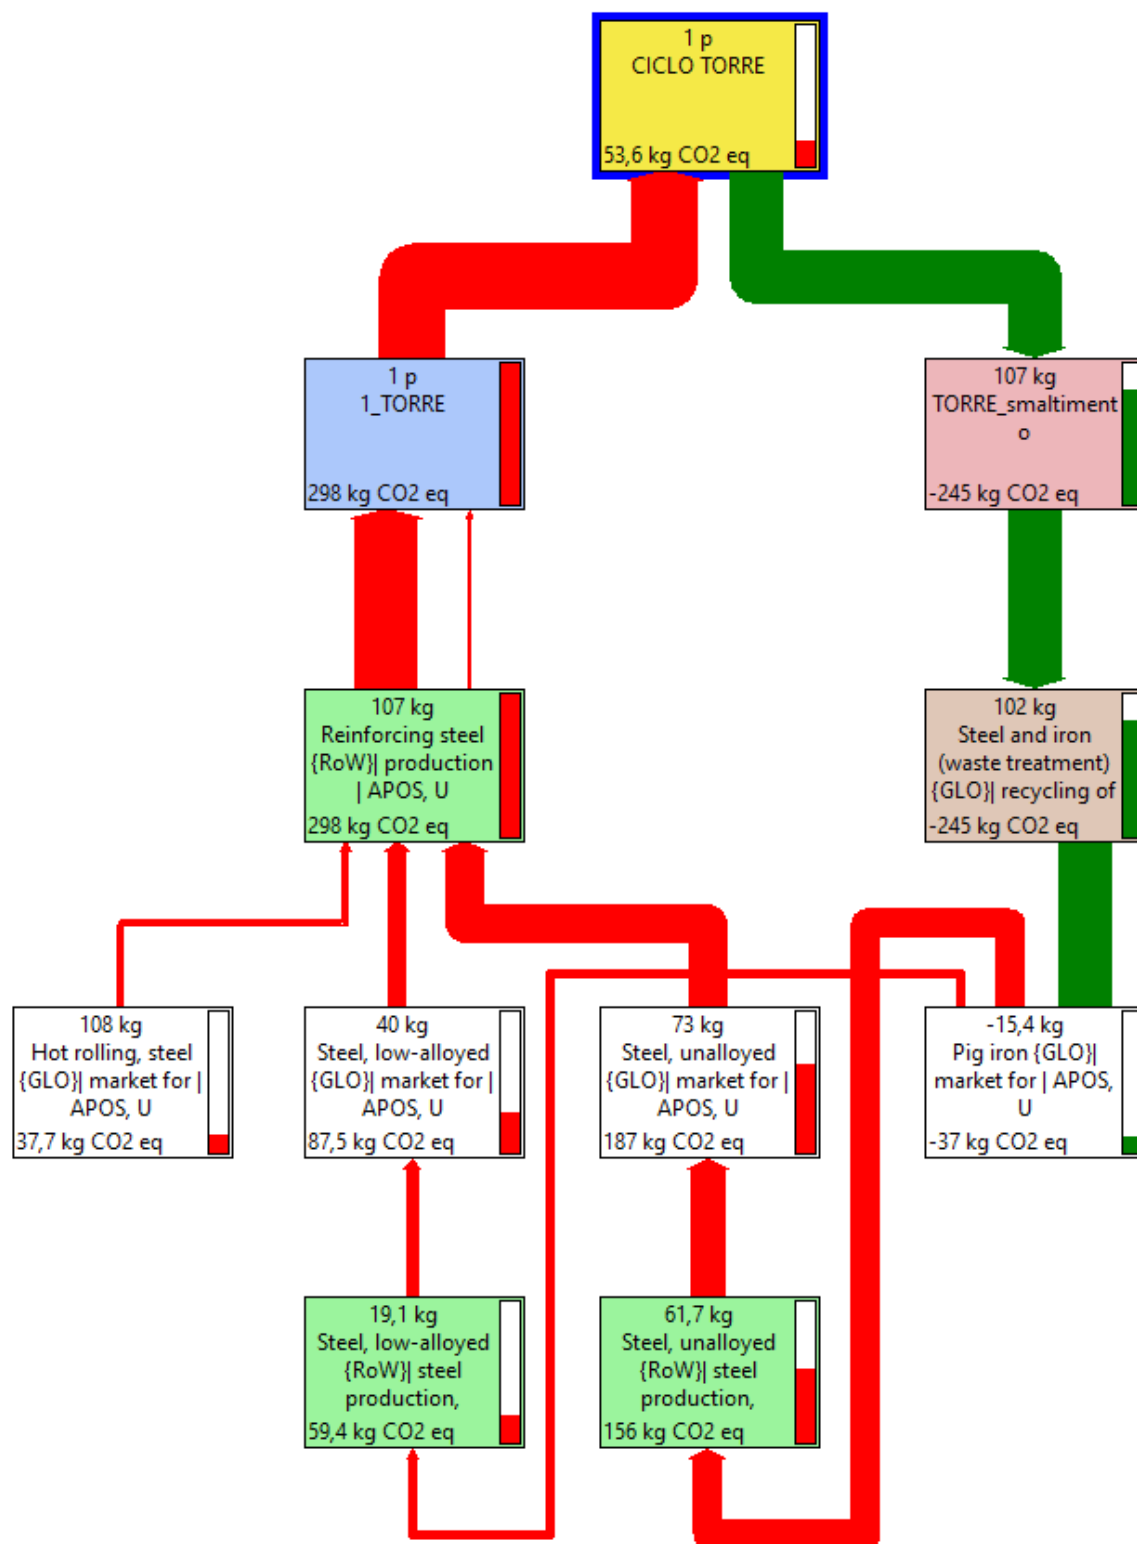 1 p
CICLO TORRE
53,6 kg CO2 eq
1 p
1_TORRE
298 kg CO2 eq
107 kg
TORRE_smaltiment
o
-245 kg CO2 eq
107 kg
Reinforcing steel
{RoW}| production
| APOS, U
298 kg CO2 eq
102 kg
Steel and iron
(waste treatment)
{GLO}| recycling of
-245 kg CO2 eq
108 kg
Hot rolling, steel
{GLO}| market for |
APOS, U
37,7 kg CO2 eq
40 kg
Steel, low-alloyed
{GLO}| market for |
APOS, U
87,5 kg CO2 eq
73 kg
Steel, unalloyed
{GLO}| market for |
APOS, U
187 kg CO2 eq
-15,4 kg
Pig iron {GLO}|
market for | APOS,
U
-37 kg CO2 eq
19,1 kg
Steel, low-alloyed
{RoW}| steel
production,
59,4 kg CO2 eq
61,7 kg
Steel, unalloyed
{RoW}| steel
production,
156 kg CO2 eq